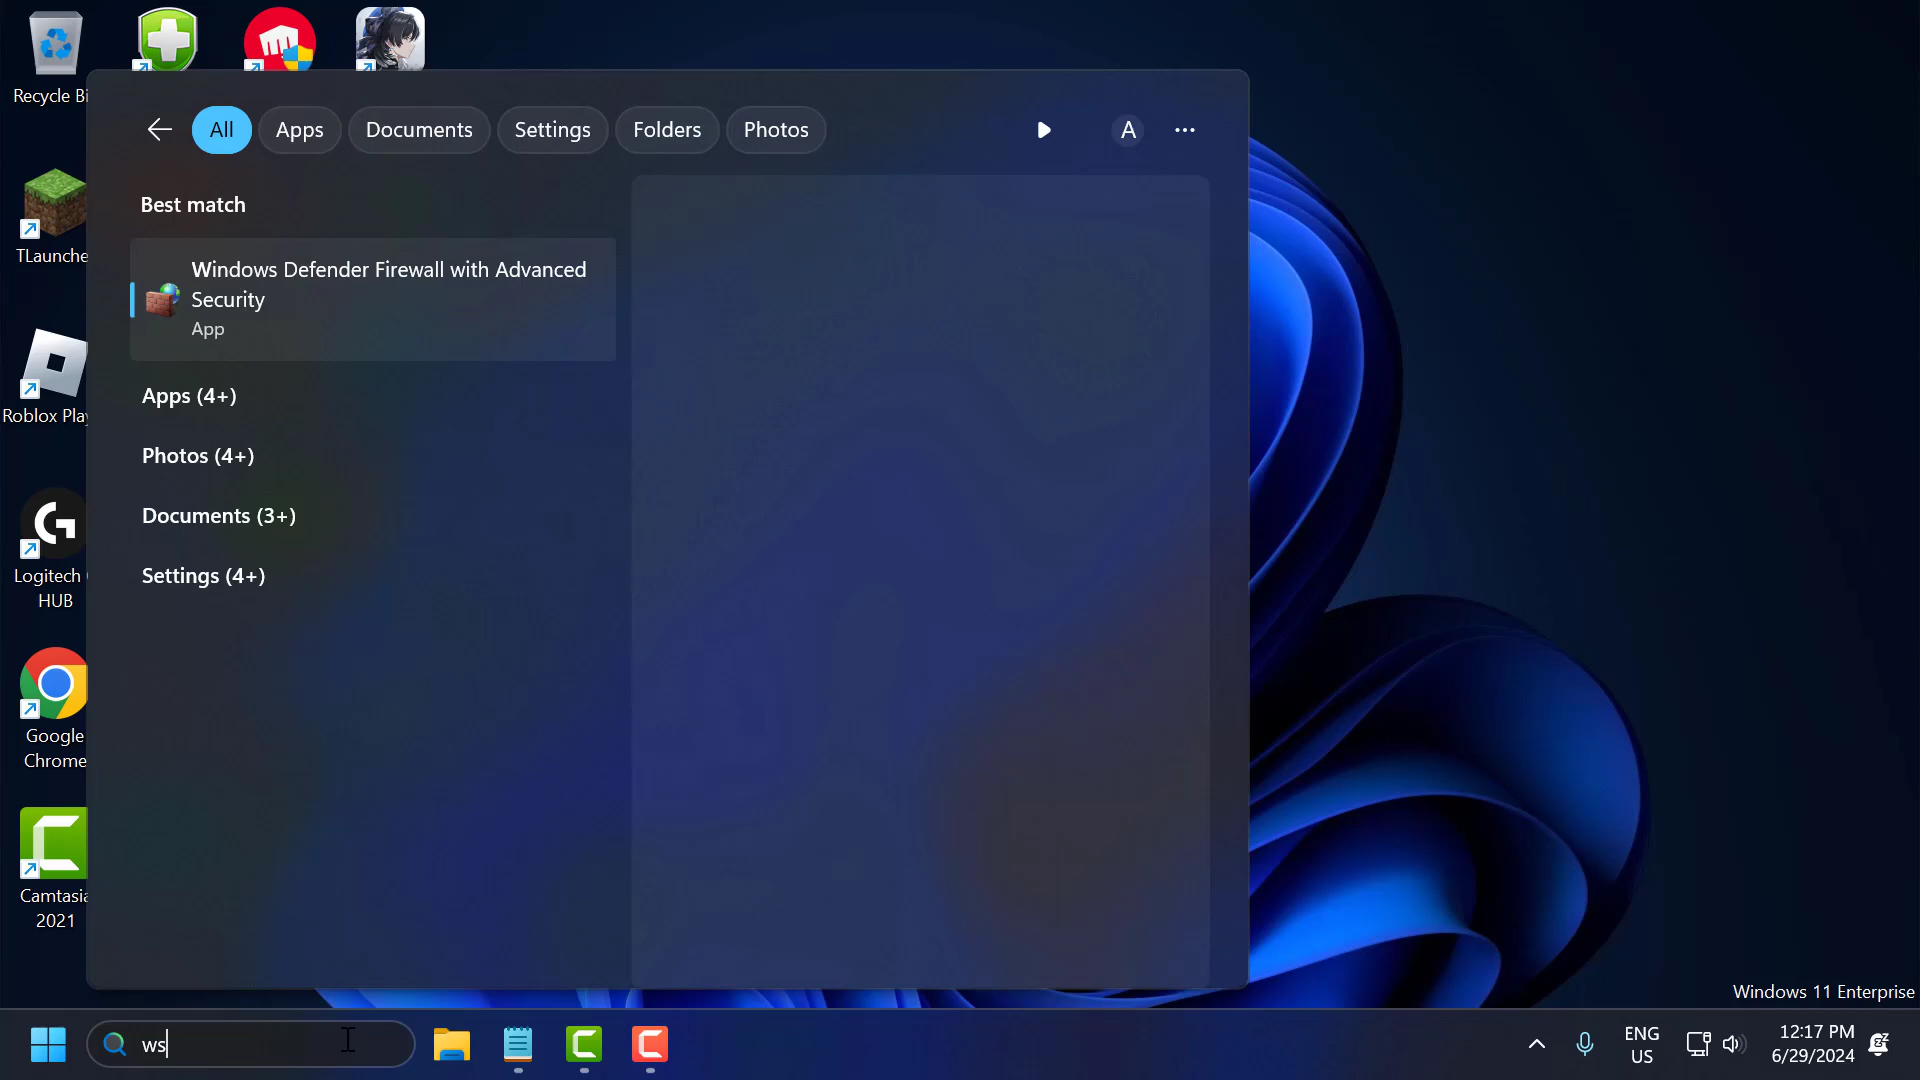 Recycle Bi
All
Apps
Documents
Settings
Folders
Photos
A
Best match
Windows Defender Firewall with Advanced
Security
App
Apps (4+)
Photos (4+)
Documents (3+)
Settings (4+)
TLaunche
Roblox Play
Logitech
HUB
Google
Chrome
Camtasia
2021
Windows 11 Enterprise
ws
ENG
US
12:17 PM
6/29/2024